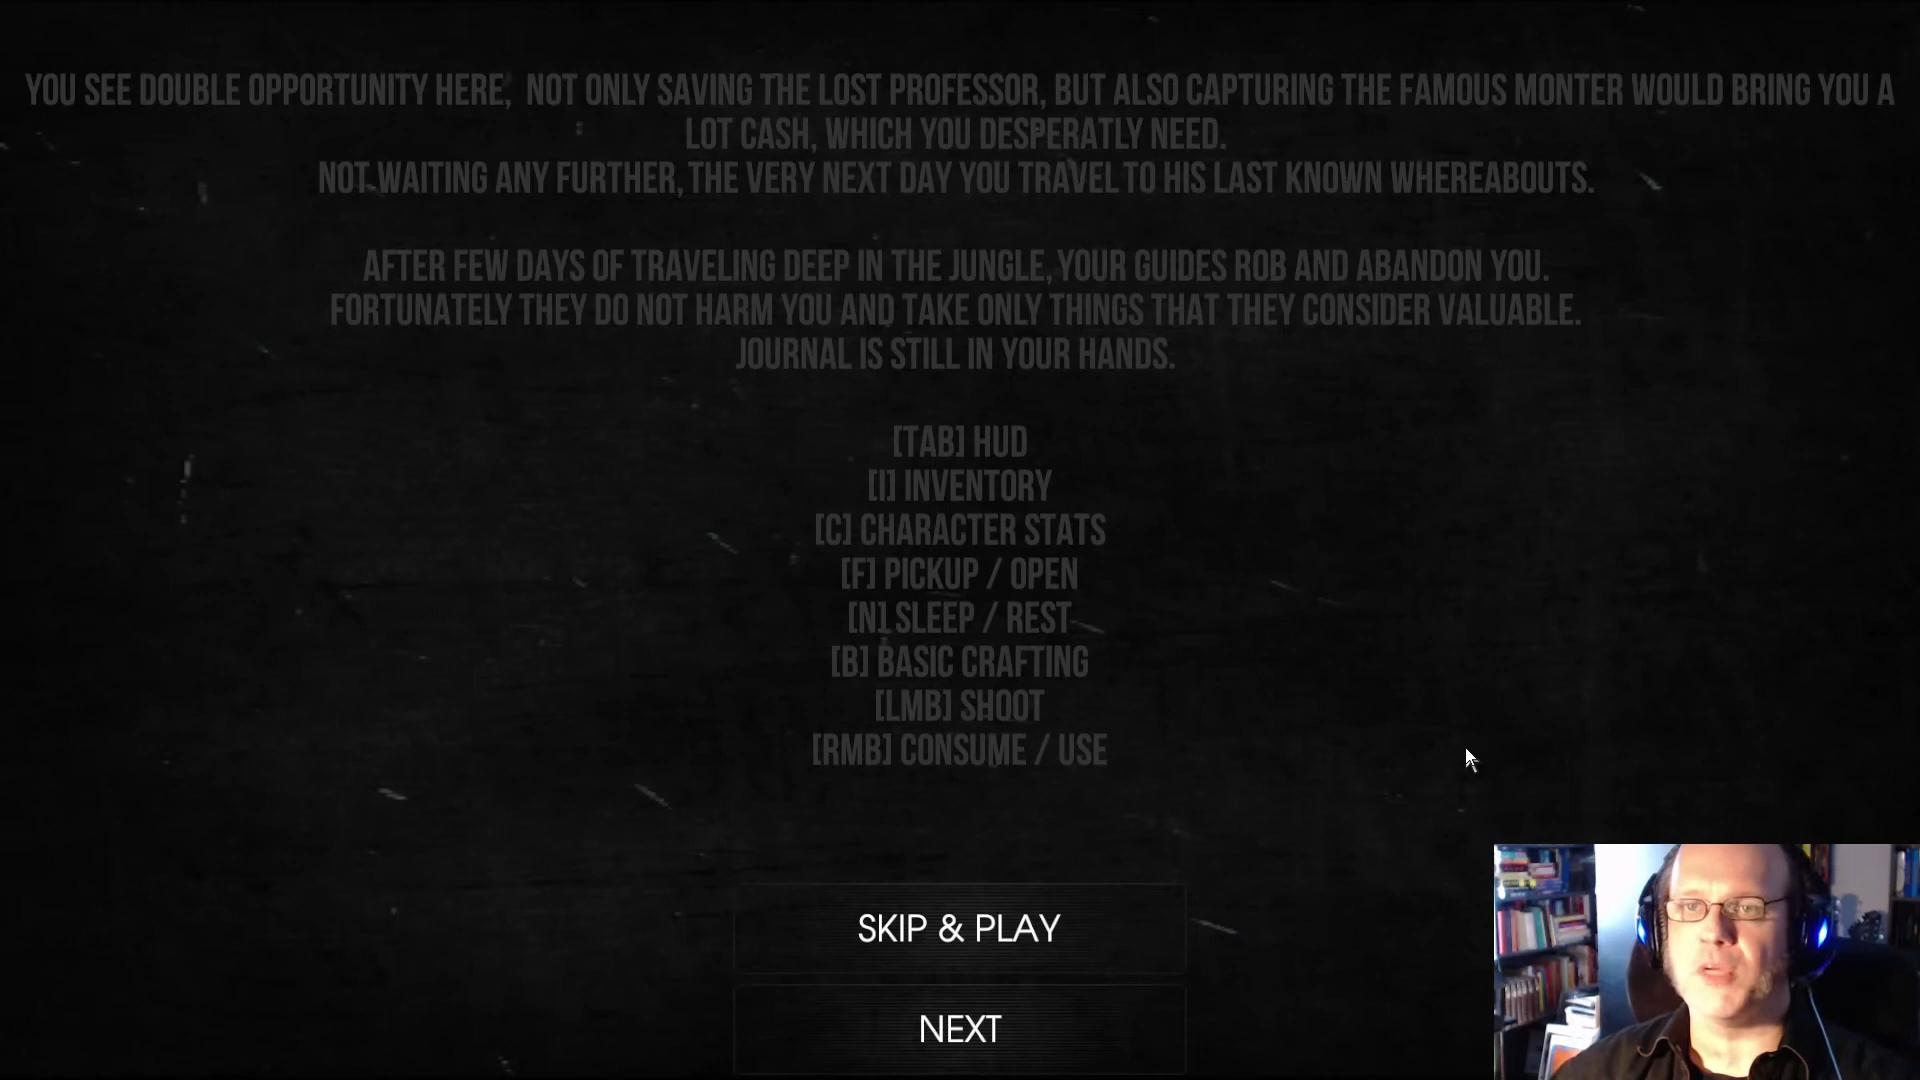 YOU SEE DOUBLE OPPORTUNITY HERE, NOT ONLY SAVING THE LOST PROFESSOR, BUT ALSO CAPTURING THE FAMOUS MONTER WOULD BRING YOU A
LOT CASH, WHICH YOU DESPERATLY NEED.
NOT WAITING ANY FURTHER, THE VERY NEXT DAY YOU TRAVEL TO HIS LAST KNOWN WHEREABOUTS.
AFTER FEW DAYS OF TRAVELING DEEP IN THE JUNGLE, YOUR GUIDES ROB AND ABANDON YOU.
FORTUNATELY THEY DO NOT HARM YOU AND TAKE ONLY THINGS THAT THEY CONSIDER VALUABLE.
JOURNAL IS STILL IN YOUR HANDS.
[TAB] HUD
[I] INVENTORY
[C] CHARACTER STATS
[F] PICKUP / OPEN
[N] SLEEP / REST
[B] BASIC CRAFTING
[LMB] SHOOT
[RMB] CONSUME / USE
SKIP & PLAY
NEXT